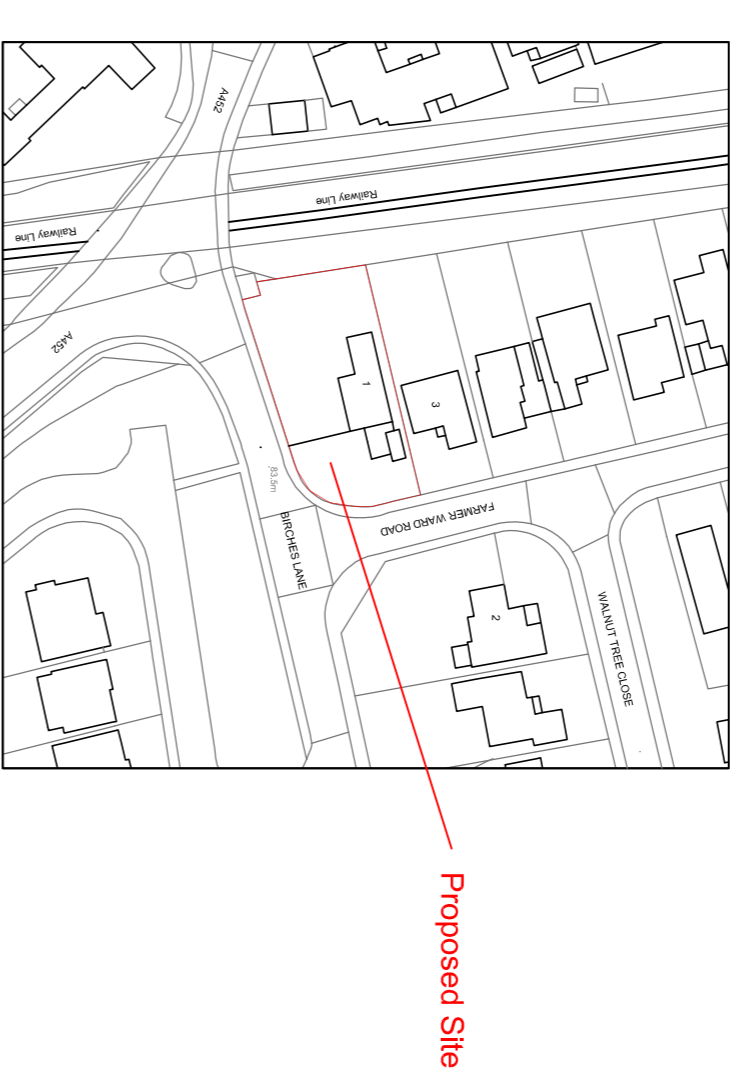 A452
Railway Line
Railway Line
A452
1
3
83.5m
BIRCHES LANE
FARMER WARD ROAD
2
WALNUT TREE CLOSE
Proposed Site